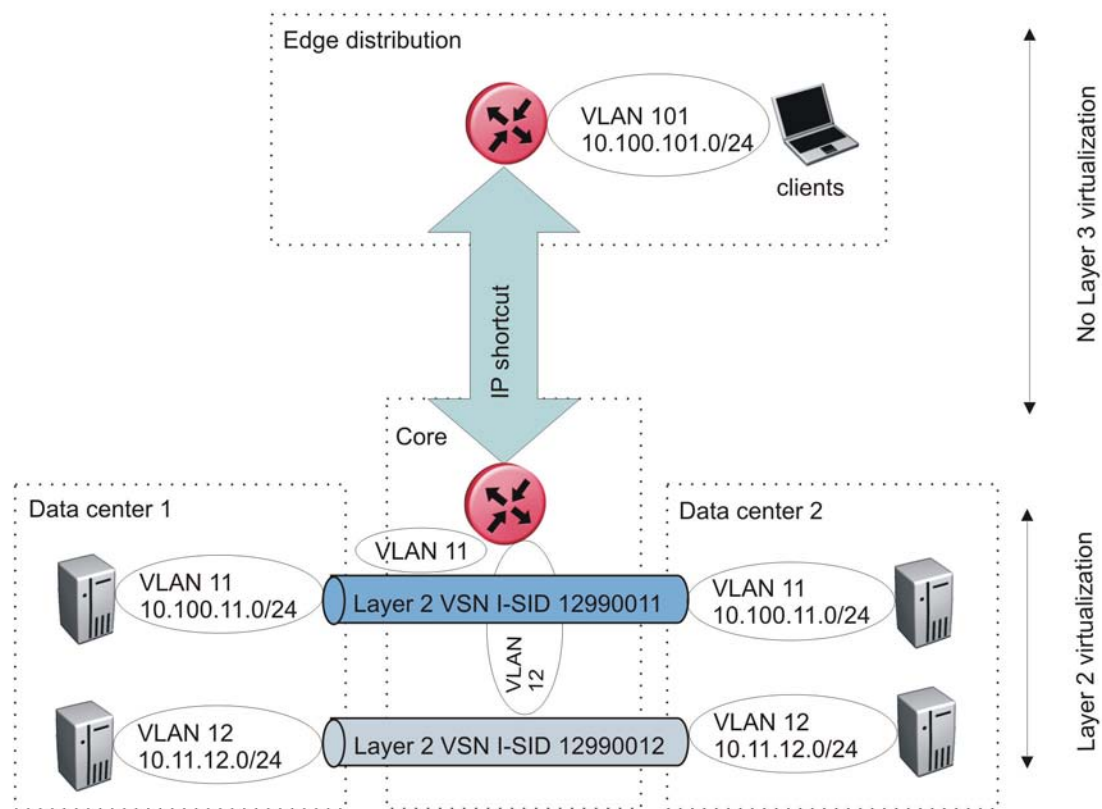 Edge distribution
VLAN 101
10.100.101.0/24
clients
No Layer 3 virtualization
IP shortcut
Core
Data center 1
Data center 2
VLAN 11
VLAN 11
10.100.11.0/24
Layer 2 VSN I-SID 12990011
VLAN 11
10.100.11.0/24
VLAN
12
VLAN 12
10.11.12.0/24
Layer 2 VSN I-SID 12990012
VLAN 12
10.11.12.0/24
Layer 2 virtualization